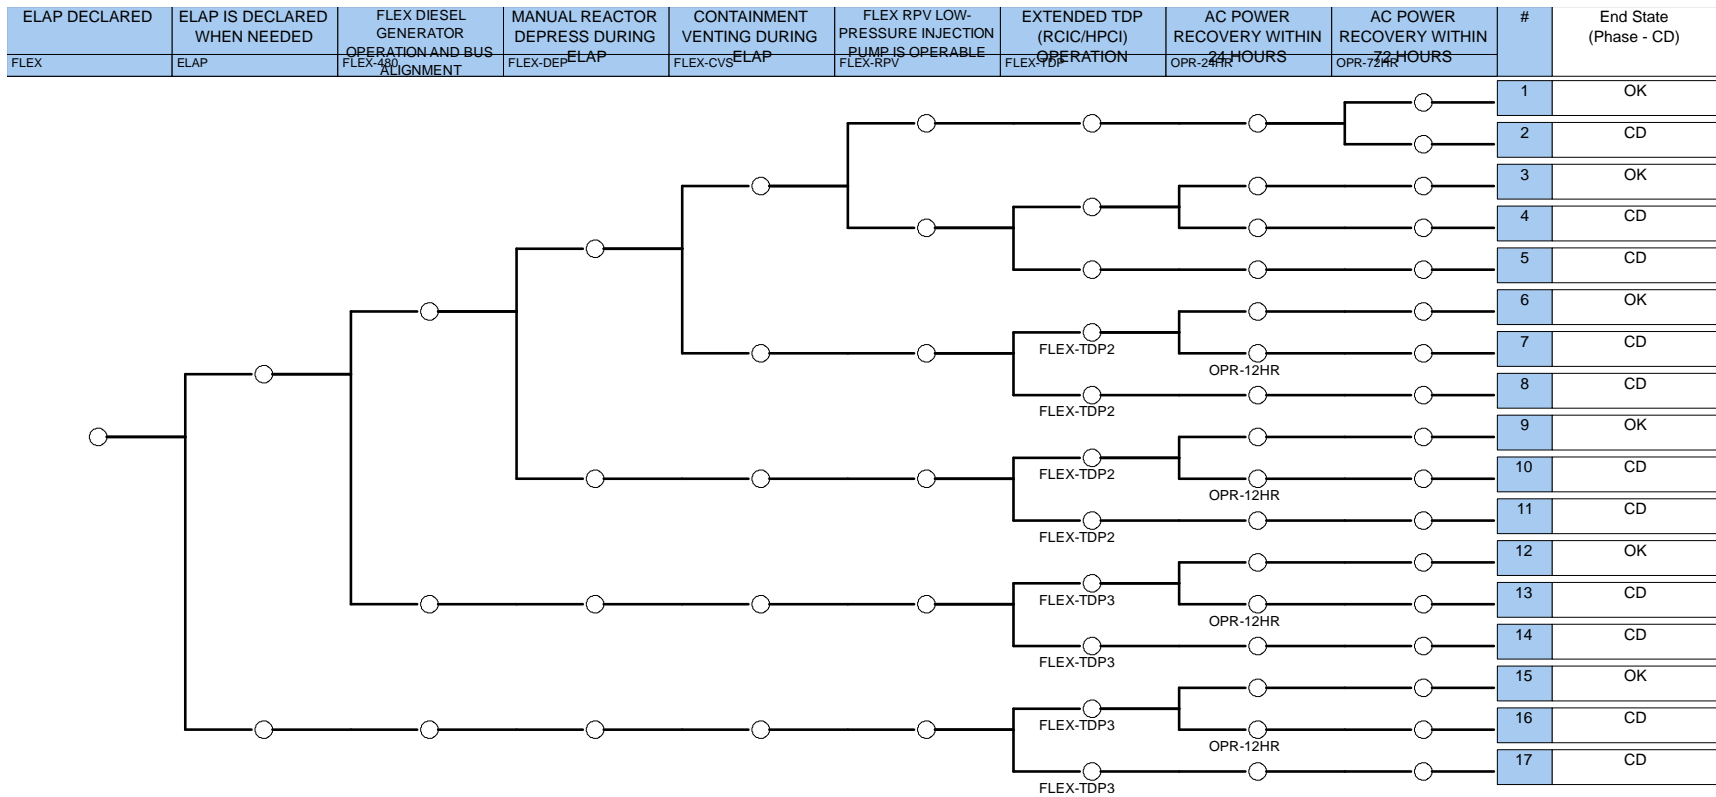 ELAP DECLARED
FLEX
ELAP IS DECLARED
WHEN NEEDED
ELAP
FLEX DIESEL
GENERATOR
OPERATION AND BUS
ALIGNMENT
FLEX-480
MANUAL REACTOR
DEPRESS DURING
ELAP
FLEX-DEP
CONTAINMENT
VENTING DURING
ELAP
FLEX-CVS
FLEX RPV LOW-
PRESSURE INJECTION
PUMP IS OPERABLE
FLEX-RPV
EXTENDED TDP
(RCIC/HPCI)
OPERATION
FLEX-TDP
AC POWER
RECOVERY WITHIN
24 HOURS
OPR-24HR
AC POWER
RECOVERY WITHIN
72 HOURS
OPR-72HR
#
End State
(Phase - CD)
1 OK
2 CD
3 OK
4 CD
5 CD
6 OK
FLEX-TDP2
7 CD
OPR-12HR
8 CD
FLEX-TDP2
9 OK
FLEX-TDP2
10 CD
OPR-12HR
11 CD
FLEX-TDP2
12 OK
FLEX-TDP3
13 CD
OPR-12HR
14 CD
FLEX-TDP3
15 OK
FLEX-TDP3
16 CD
OPR-12HR
17 CD
FLEX-TDP3